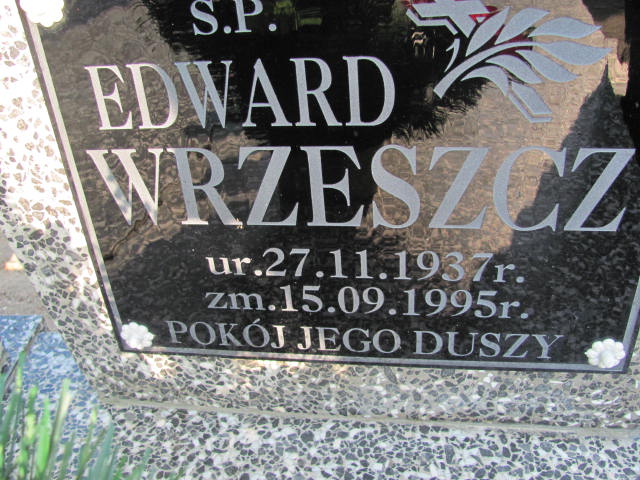 Ś.P.
EDWARD
WRZESZCZ
ur.27.11.1937r.
zm.15.09.1995r.
POKÓJ JEGO DUSZY